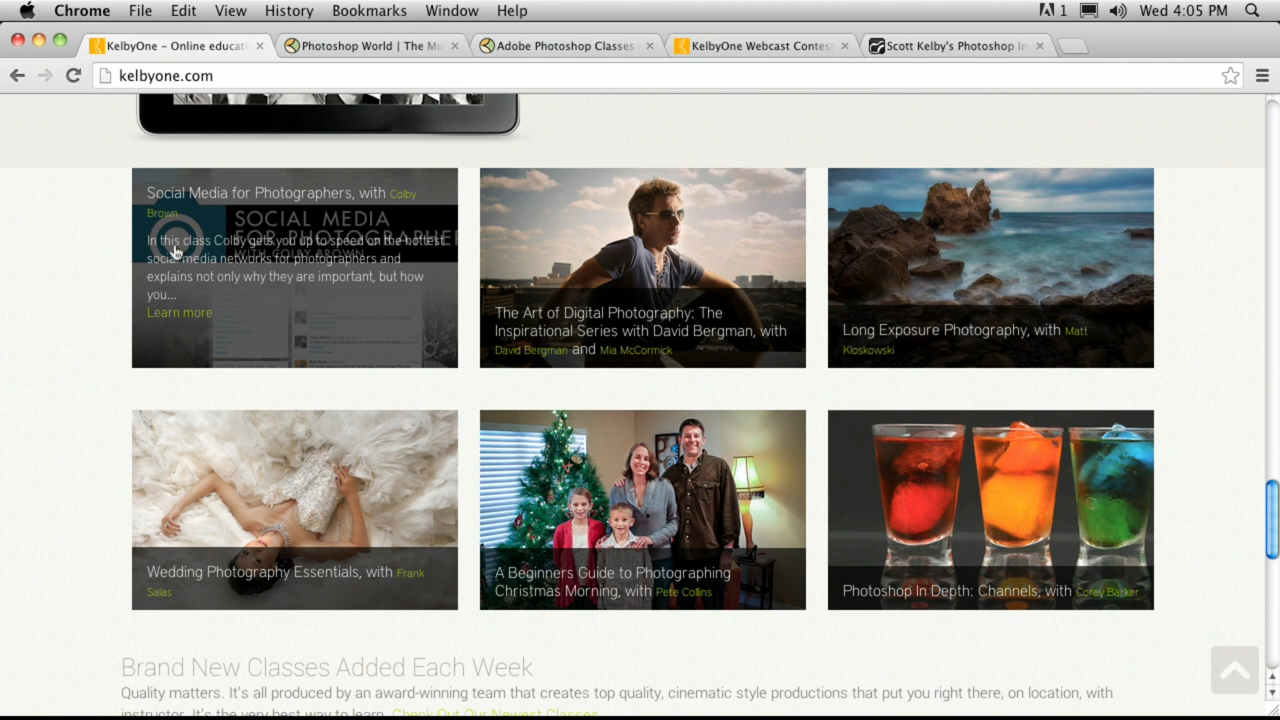 Chrome File Edit View History Bookmarks Window Help 1 Wed 4:05 PM
KelbyOne – Online educat Photoshop World | The Mu Adobe Photoshop Classes KelbyOne Webcast Contes Scott Kelby's Photoshop In
kelbyone.com
Social Media for Photographers, with Colby
Brown
SOCIAL MEDIA
FOR PHOTOGRAPHERS
WITH COLBY BROWN
In this class Colby gets you up to speed on the hottest
social media networks for photographers and
explains not only why they are important, but how
you...
Learn more
The Art of Digital Photography: The
Inspirational Series with David Bergman, with
David Bergman and Mia McCormick
Long Exposure Photography, with Matt
Kloskowski
Wedding Photography Essentials, with Frank
Salas
A Beginners Guide to Photographing
Christmas Morning, with Pete Collins
Photoshop In Depth: Channels, with Corey Barker
Brand New Classes Added Each Week
Quality matters. It's all produced by an award-winning team that creates top quality, cinematic style productions that put you right there, on location, with
instructor. It's the very best way to learn. Check Out Our Newest Classes